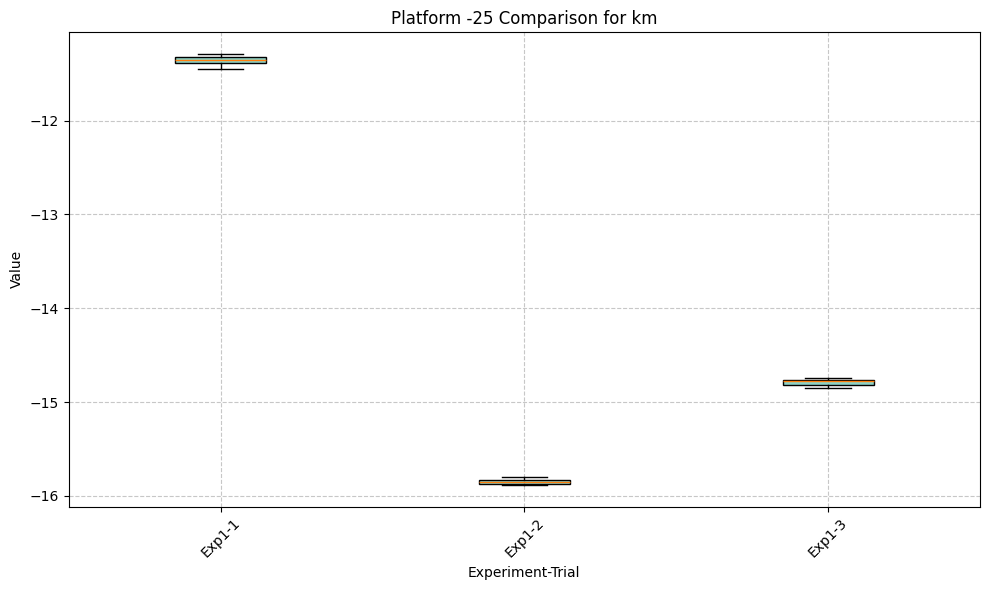 Platform -25 Comparison for km
Value
−12
−13
−14
−15
−16
Exp1-1
Exp1-2
Exp1-3
Experiment-Trial